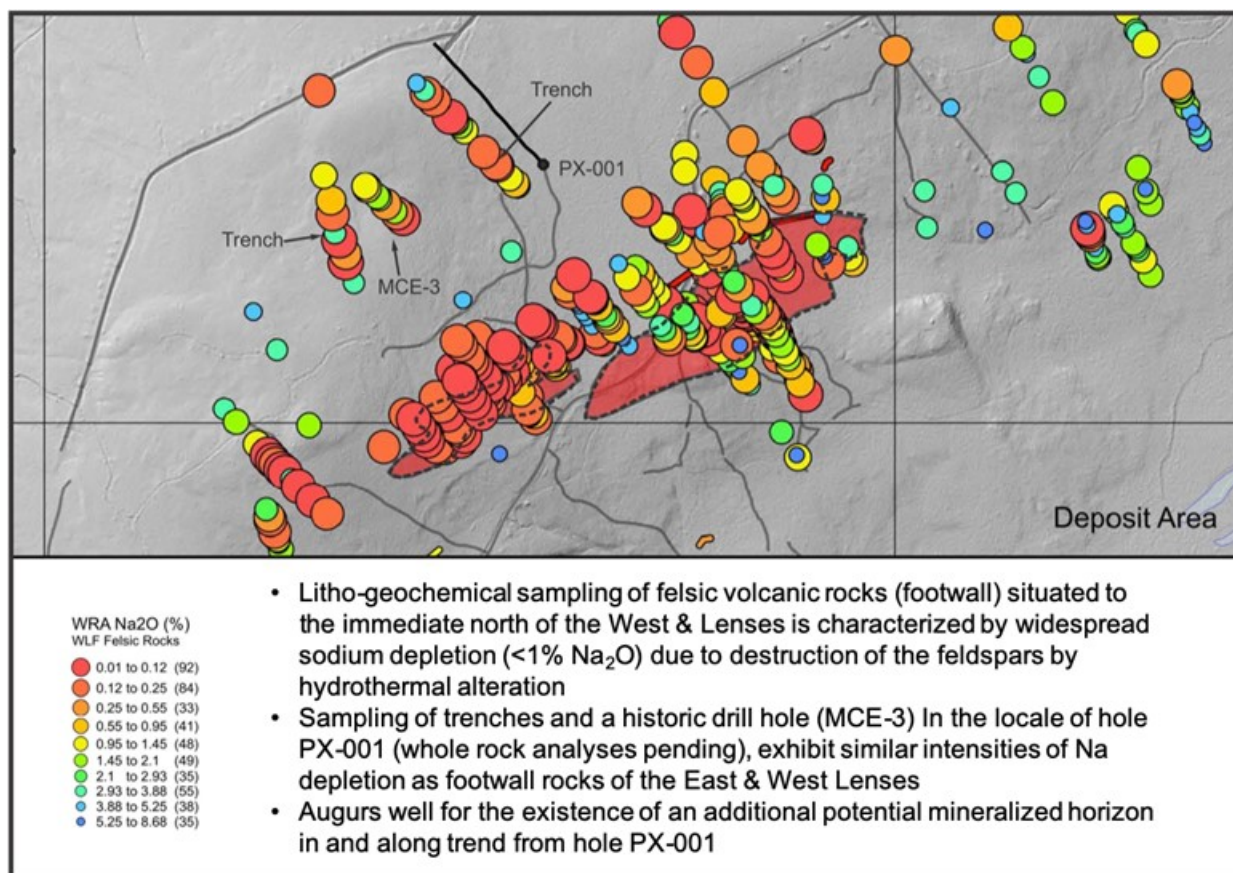 Trench
PX-001
Trench
MCE-3
Deposit Area
WRA Na2O (%)
WLF Felsic Rocks
0.01 to 0.12 (92)
0.12 to 0.25 (84)
0.25 to 0.55 (33)
0.55 to 0.95 (41)
0.95 to 1.45 (48)
1.45 to 2.1 (49)
2.1 to 2.93 (35)
2.93 to 3.88 (55)
3.88 to 5.25 (38)
5.25 to 8.68 (35)
• Litho-geochemical sampling of felsic volcanic rocks (footwall) situated to
the immediate north of the West & Lenses is characterized by widespread
sodium depletion (<1% Na₂O) due to destruction of the feldspars by
hydrothermal alteration
• Sampling of trenches and a historic drill hole (MCE-3) In the locale of hole
PX-001 (whole rock analyses pending), exhibit similar intensities of Na
depletion as footwall rocks of the East & West Lenses
• Augurs well for the existence of an additional potential mineralized horizon
in and along trend from hole PX-001